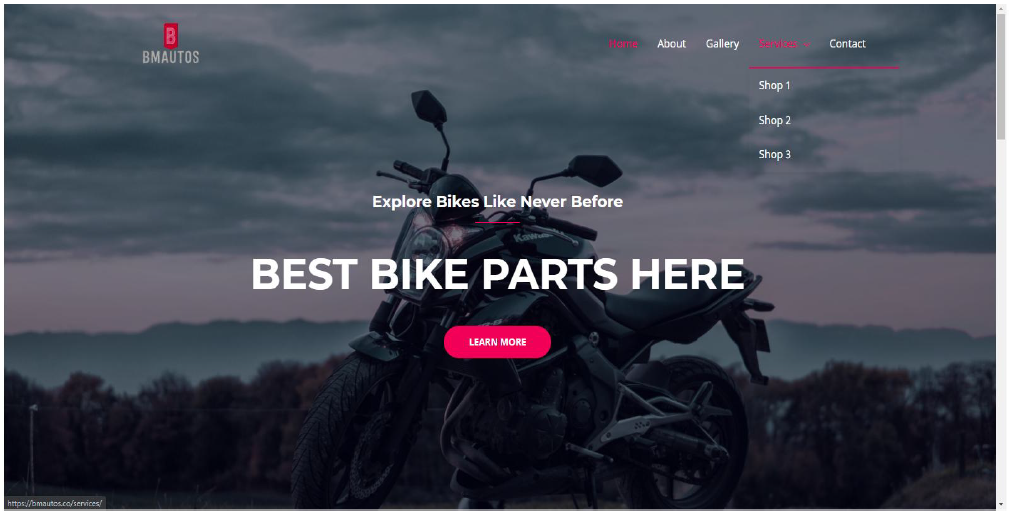 B
BMAUTOS
Home About Gallery Services Contact
Shop 1
Shop 2
Shop 3
Explore Bikes Like Never Before
Kawasaki
BEST BIKE PARTS HERE
LEARN MORE
https://bmautos.co/services/